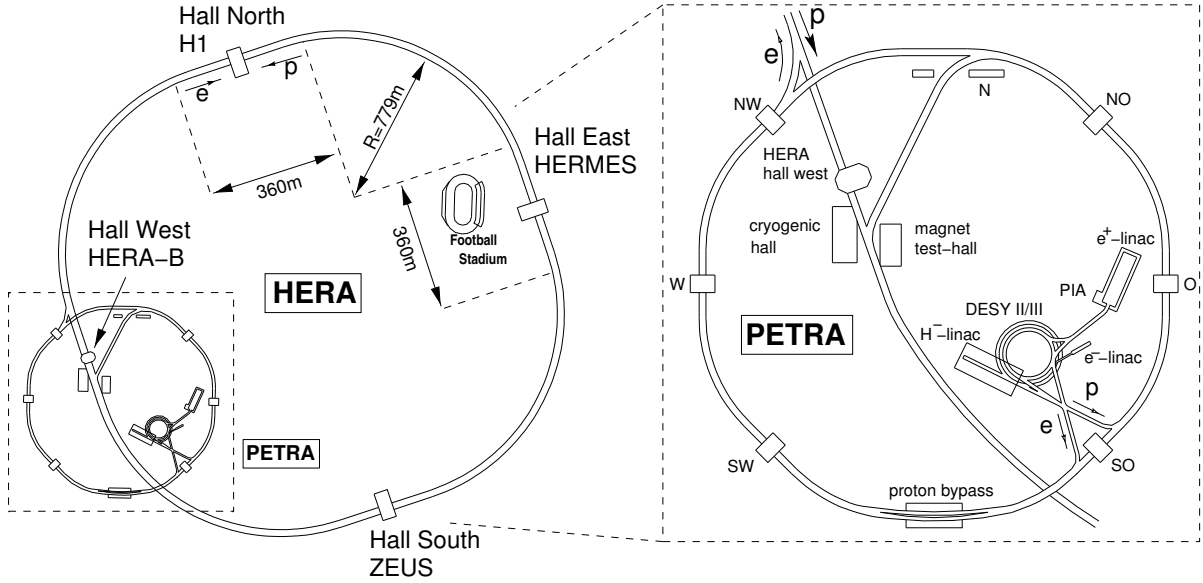 Hall North
H1
e
p
R=779m
360m
Hall East
HERMES
360m
Football
Stadium
Hall West
HERA−B
HERA
PETRA
Hall South
ZEUS
p
e
N
NW
NO
HERA
hall west
cryogenic
hall
magnet
test−hall
e+−linac
W
O
PIA
DESY II/III
PETRA
H−−linac
e−−linac
p
e
SW
SO
proton bypass